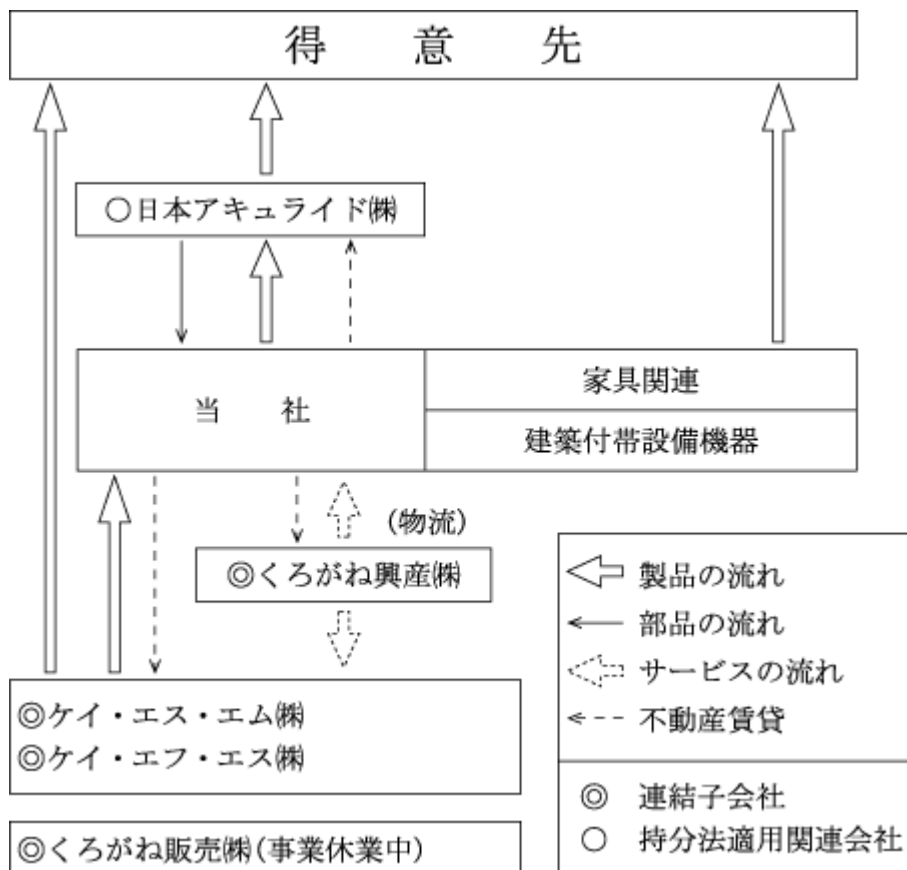 得意先
○日本アキュライド㈱
当社
家具関連
建築付帯設備機器
(物流)
◎くろがね興産㈱
◎ケイ・エス・エム㈱
◎ケイ・エフ・エス㈱
◎くろがね販売㈱(事業休業中)
製品の流れ
部品の流れ
サービスの流れ
不動産賃貸
◎ 連結子会社
○ 持分法適用関連会社